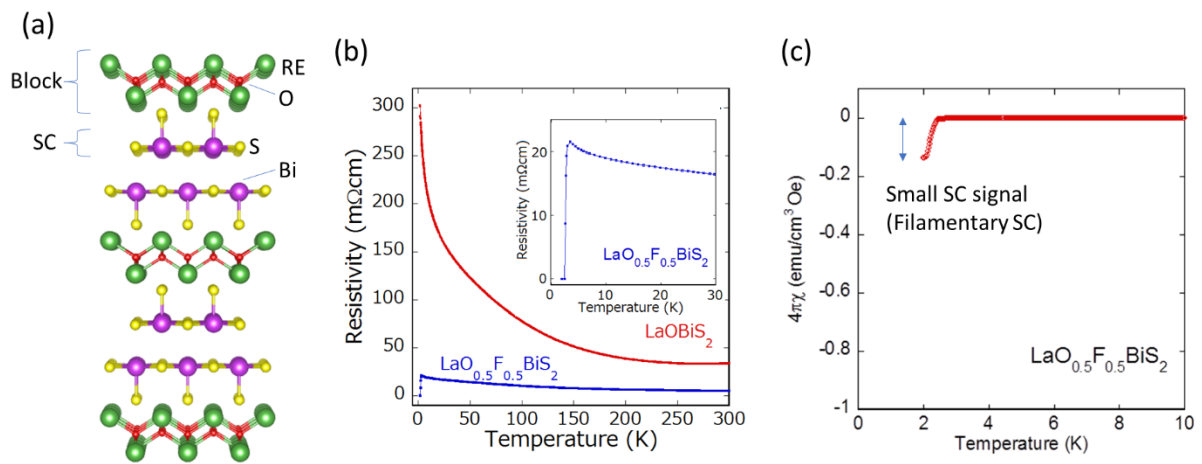 (a)
Block
RE
O
SC
S
Bi
(b)
Resistivity (mΩcm)
300
250
200
150
100
50
0
0 50 100 150 200 250 300
Temperature (K)
LaOBiS2
LaO0.5F0.5BiS2
Resistivity (mΩcm)
20
10
0
0 5 10 15 20 25 30
Temperature (K)
LaO0.5F0.5BiS2
(c)
4πχ (emu/cm3 Oe)
0
-0.2
-0.4
-0.6
-0.8
-1
0 2 4 6 8 10
Temperature (K)
Small SC signal
(Filamentary SC)
LaO0.5F0.5BiS2